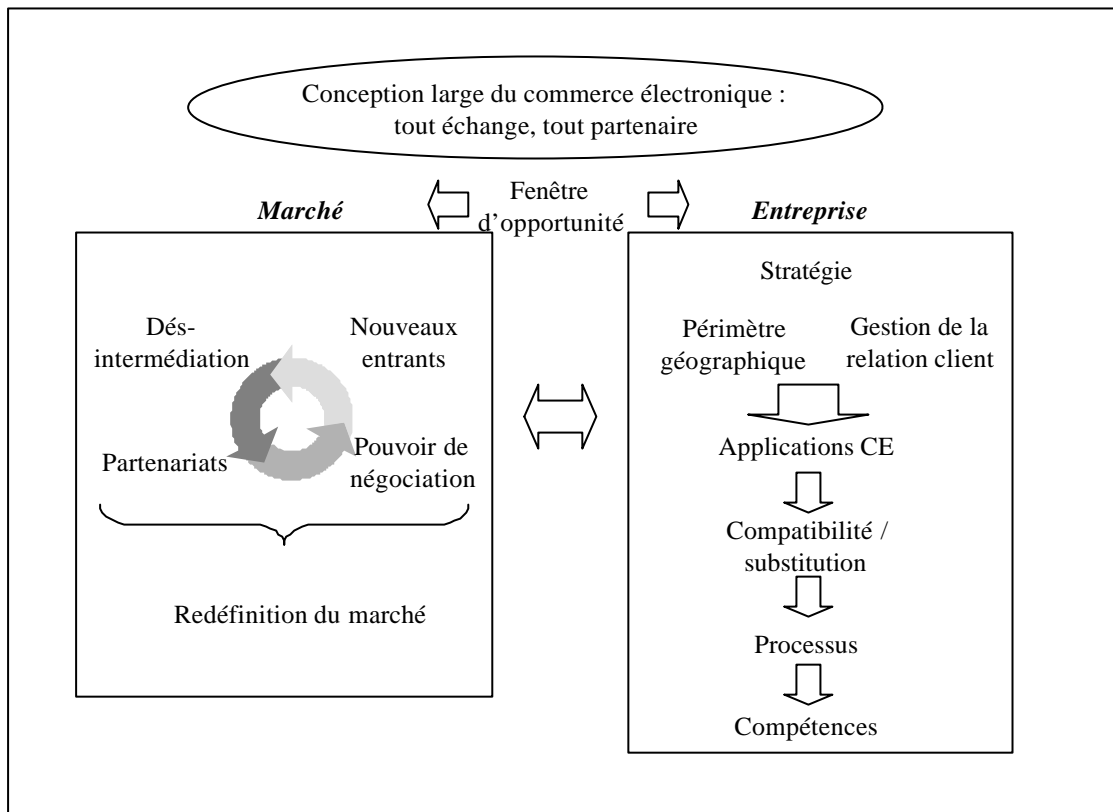 Conception large du commerce électronique :
tout échange, tout partenaire
Fenêtre
d’opportunité
Marché
Entreprise
Dés-
intermédiation
Nouveaux
entrants
Partenariats
Pouvoir de
négociation
Redéfinition du marché
Stratégie
Périmètre
géographique
Gestion de la
relation client
Applications CE
Compatibilité /
substitution
Processus
Compétences